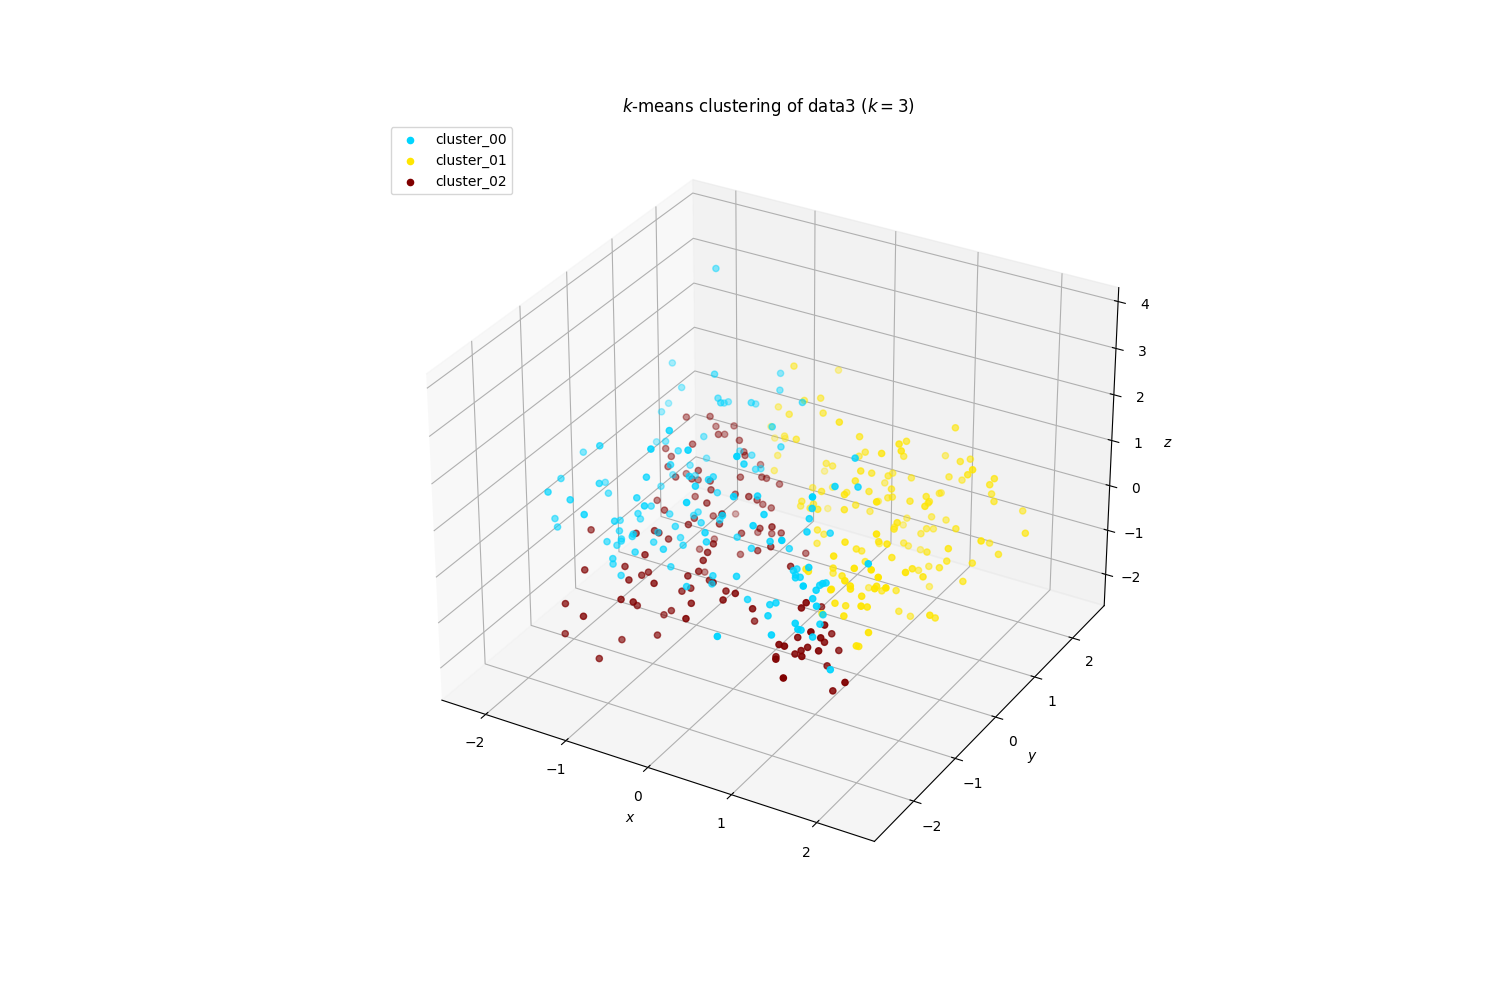 k-means clustering of data3 (k = 3)
cluster_00
cluster_01
cluster_02
4
3
2
1
0
−1
−2
z
2
1
0
−1
−2
y
−2
−1
0
1
2
x